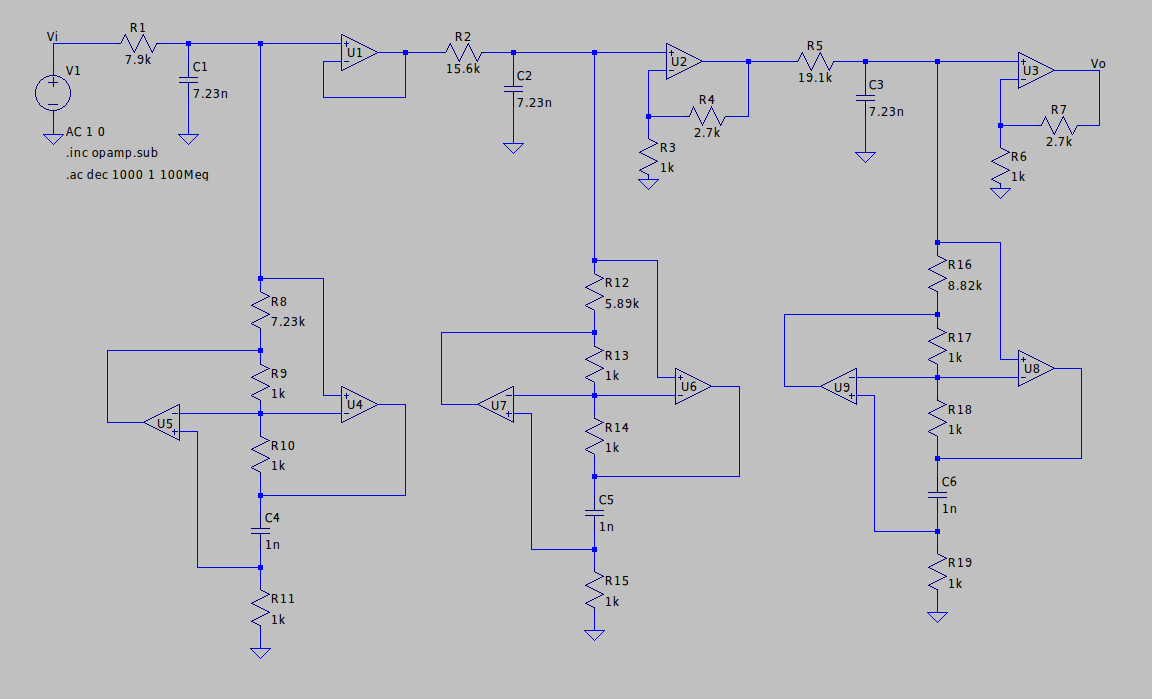 Vi
V1
AC 1 0
.inc opamp.sub
.ac dec 1000 1 100Meg
R1
7.9k
C1
7.23n
U1
R2
15.6k
C2
7.23n
U2
R4
2.7k
R3
1k
R5
19.1k
C3
7.23n
U3
Vo
R7
2.7k
R6
1k
R8
7.23k
R9
1k
U4
U5
R10
1k
C4
1n
R11
1k
R12
5.89k
R13
1k
U6
U7
R14
1k
C5
1n
R15
1k
R16
8.82k
R17
1k
U8
U9
R18
1k
C6
1n
R19
1k